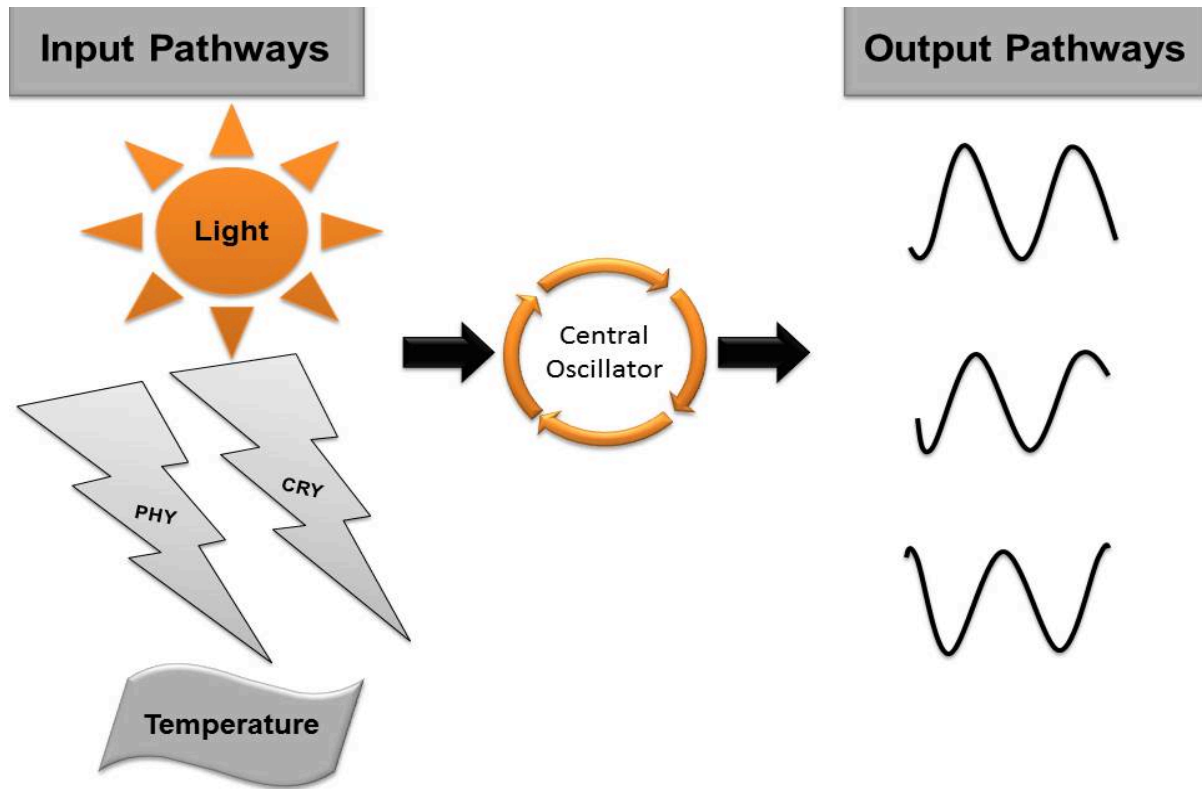 Input Pathways
Output Pathways
Light
Central
Oscillator
CRY
PHY
Temperature